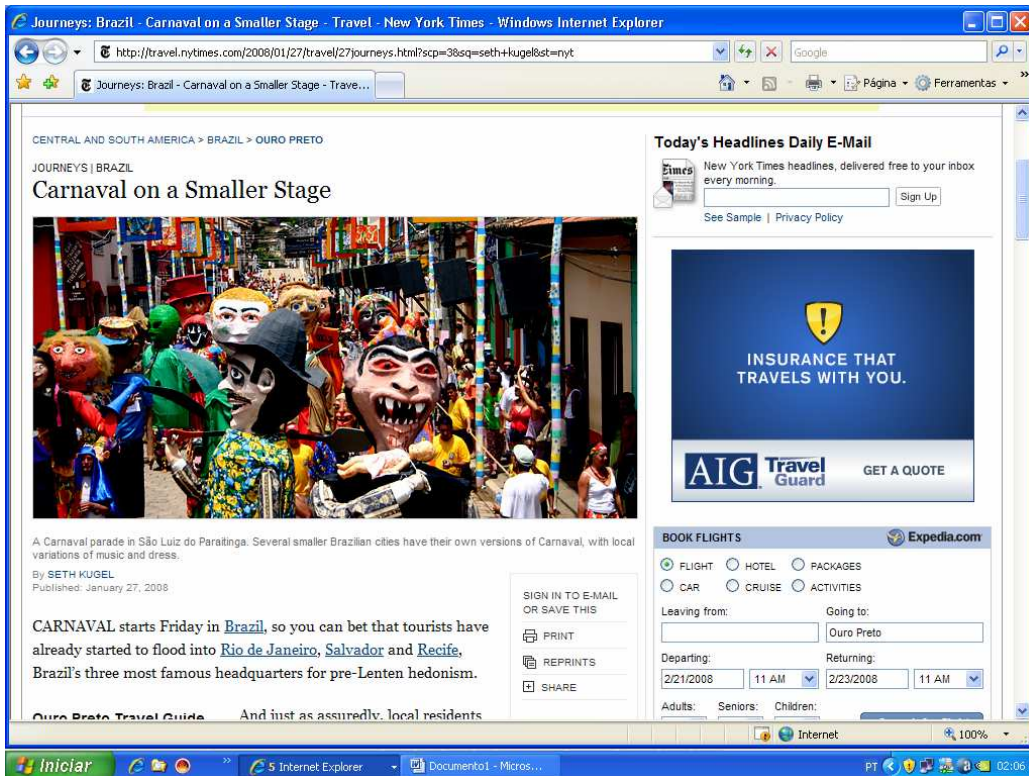 Journeys: Brazil - Carnaval on a Smaller Stage - Travel - New York Times - Windows Internet Explorer
http://travel.nytimes.com/2008/01/27/travel/27journeys.html?scp=3&sq=seth+kugel&st=nyt
Google
Journeys: Brazil - Carnaval on a Smaller Stage - Trave...
Página
Ferramentas
CENTRAL AND SOUTH AMERICA > BRAZIL > OURO PRETO
JOURNEYS | BRAZIL
Carnaval on a Smaller Stage
A Carnaval parade in São Luiz do Paraitinga. Several smaller Brazilian cities have their own versions of Carnaval, with local
variations of music and dress.
By SETH KUGEL
Published: January 27, 2008
CARNAVAL starts Friday in Brazil, so you can bet that tourists have
already started to flood into Rio de Janeiro, Salvador and Recife,
Brazil's three most famous headquarters for pre-Lenten hedonism.
Ouro Preto Travel Guide
And just as assuredly, local residents
SIGN IN TO E-MAIL
OR SAVE THIS
PRINT
REPRINTS
SHARE
Today's Headlines Daily E-Mail
Times
New York Times headlines, delivered free to your inbox
every morning.
Sign Up
See Sample | Privacy Policy
INSURANCE THAT
TRAVELS WITH YOU.
AIG Travel Guard
GET A QUOTE
BOOK FLIGHTS
Expedia.com
FLIGHT HOTEL PACKAGES
CAR CRUISE ACTIVITIES
Leaving from: Going to:
Ouro Preto
Departing: Returning:
2/21/2008 11 AM 2/23/2008 11 AM
Adults: Seniors: Children:
Internet
100%
Iniciar
5 Internet Explorer
Documento1 - Micros...
PT
02:06